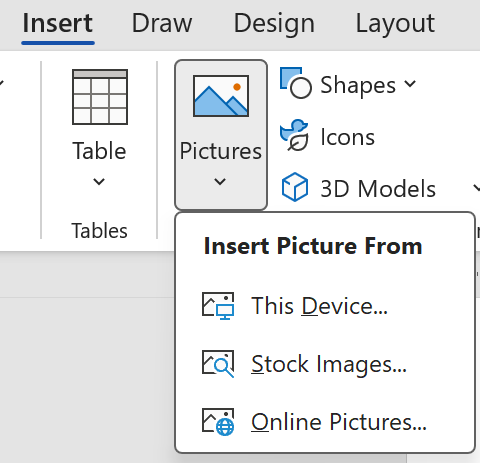 Insert Draw Design Layout
Table
Tables
Pictures
Shapes
Icons
3D Models
Insert Picture From
This Device...
Stock Images...
Online Pictures...